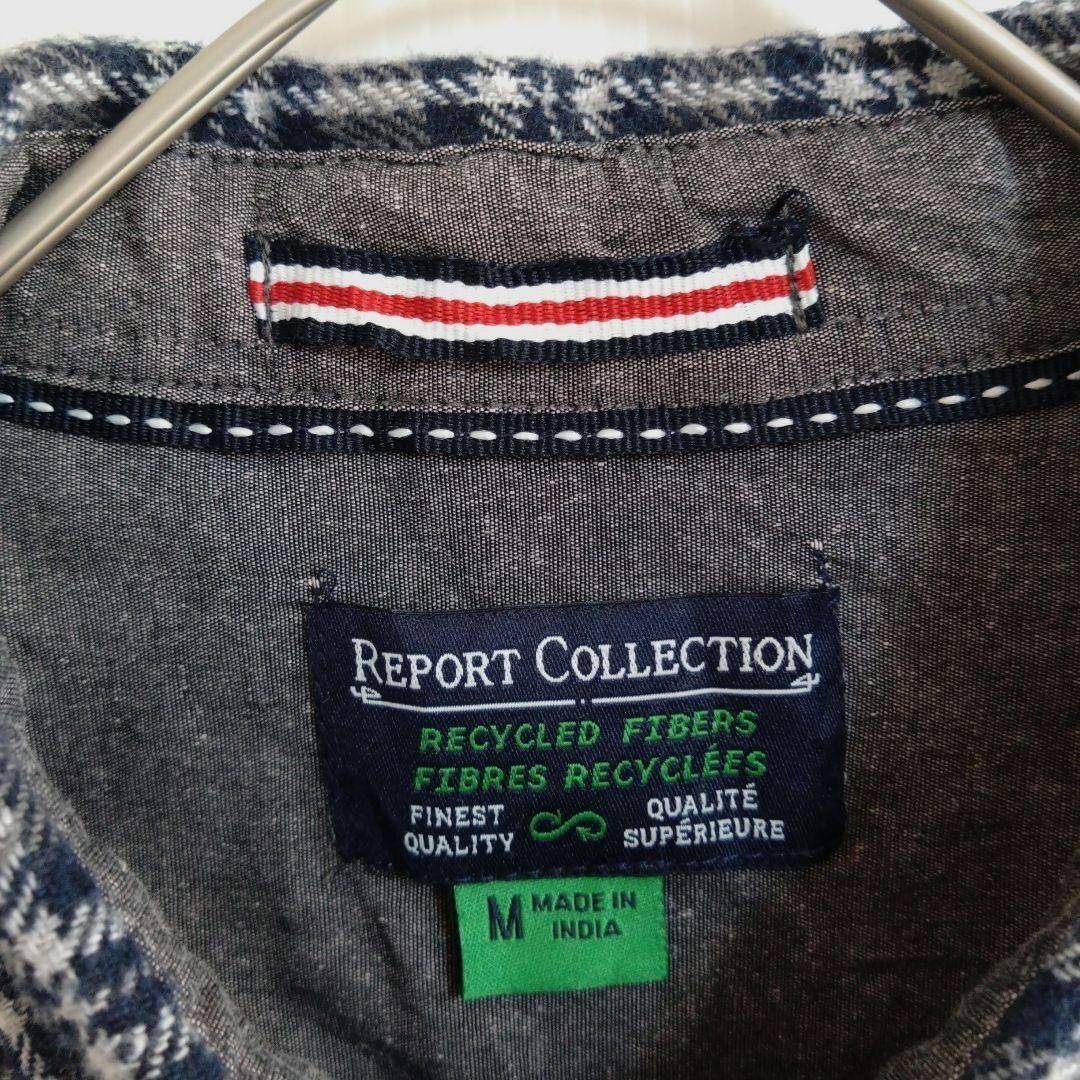 REPORT COLLECTION
RECYCLED FIBERS
FIBRES RECYCLÉES
FINEST QUALITY
QUALITÉ SUPÉRIEURE
M
MADE IN
INDIA